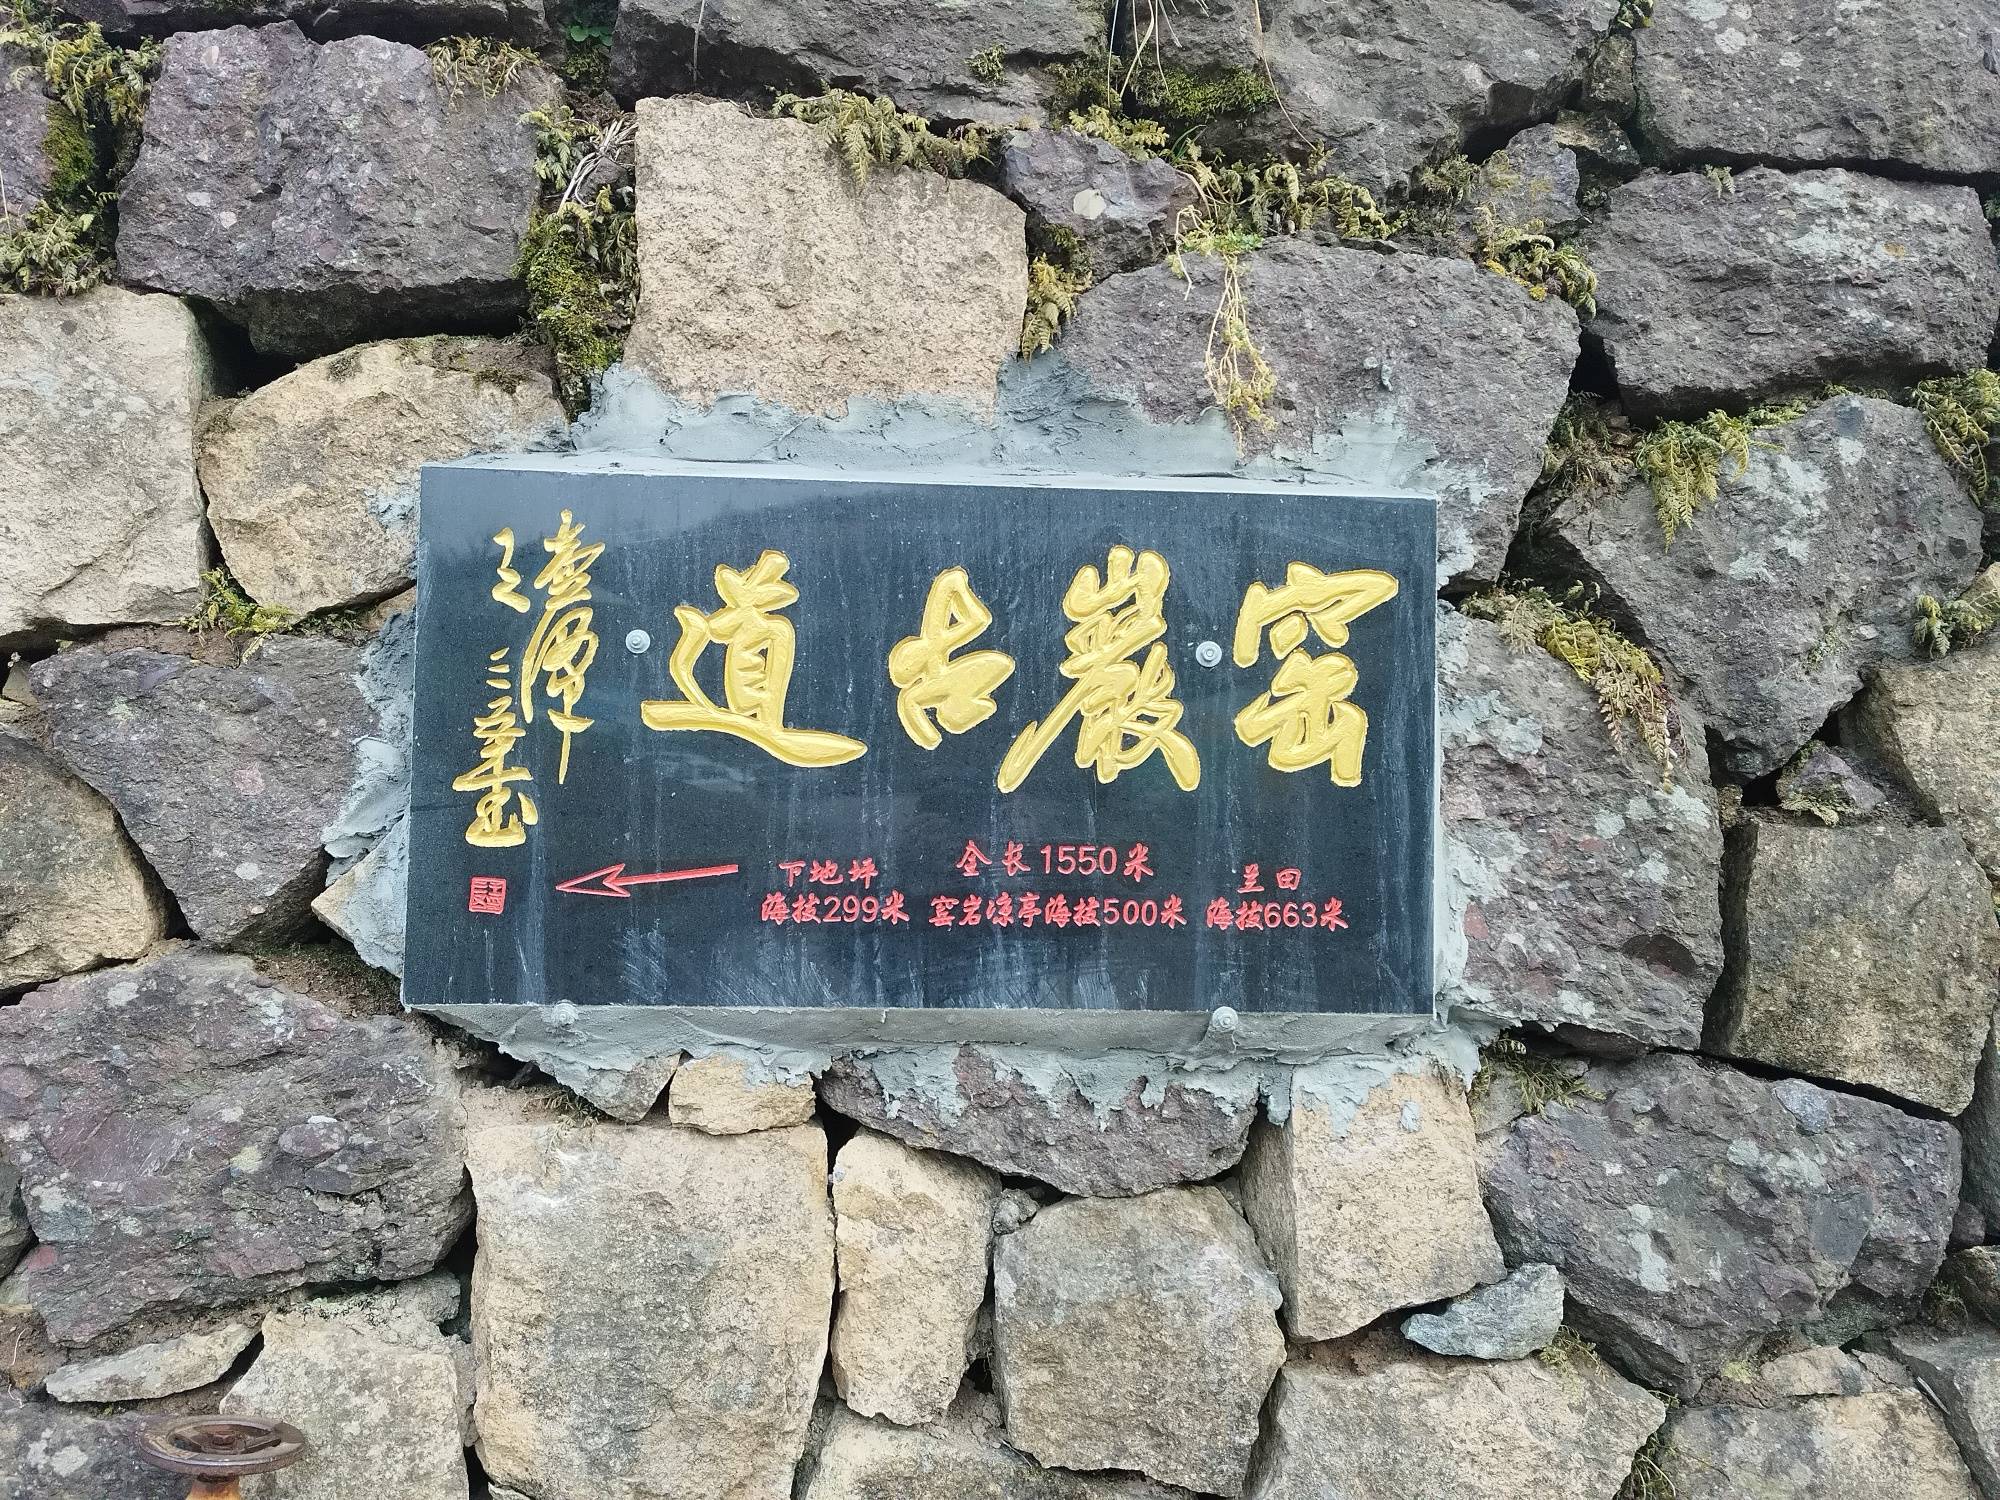 窑巖古道
全长1550米
下地坪
兰田
海拔299米
窑岩凉亭海拔500米
海拔663米